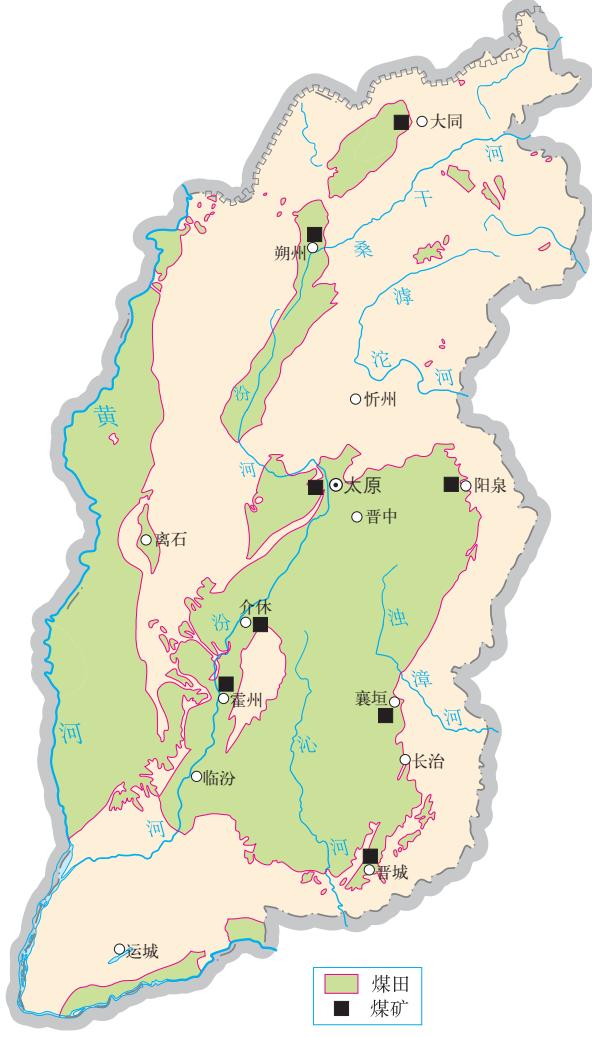 大同
河
干
桑
朔州
滹
沱
河
汾
忻州
黄
河
太原
阳泉
晋中
离石
介休
汾
浊
漳
河
襄垣
霍州
河
沁
长治
临汾
河
河
晋城
运城
煤田
煤矿